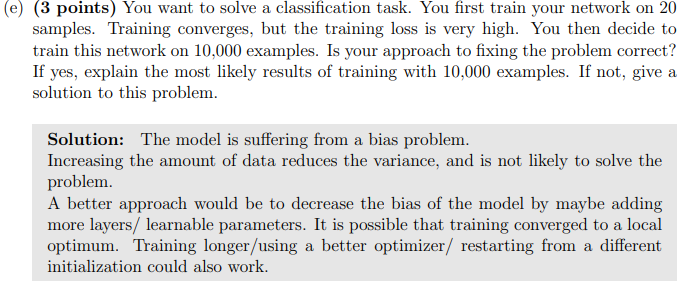 (e) (3 points) You want to solve a classification task. You first train your network on 20
samples. Training converges, but the training loss is very high. You then decide to
train this network on 10,000 examples. Is your approach to fixing the problem correct?
If yes, explain the most likely results of training with 10,000 examples. If not, give a
solution to this problem.
Solution: The model is suffering from a bias problem.
Increasing the amount of data reduces the variance, and is not likely to solve the
problem.
A better approach would be to decrease the bias of the model by maybe adding
more layers/ learnable parameters. It is possible that training converged to a local
optimum. Training longer/using a better optimizer/ restarting from a different
initialization could also work.